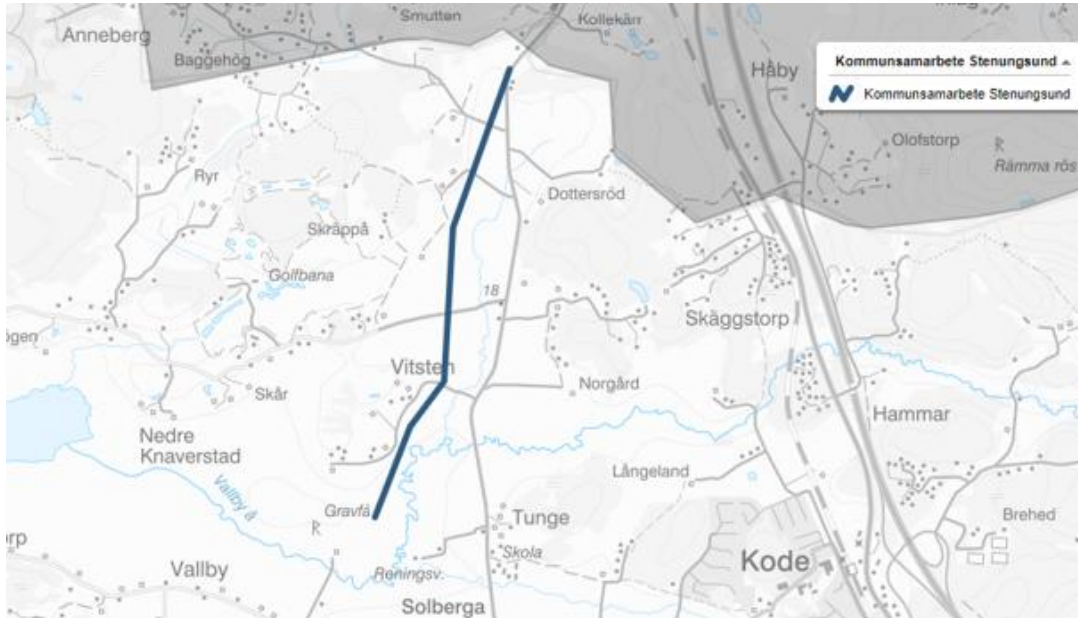 Smutten
Kollekärr
Anneberg
Baggehög
Håby
Kommunsamarbete Stenungsund
Kommunsamarbete Stenungsund
Olofstorp
R
Rämma rös
Ryr
Dottersröd
Skräppå
Golfbana
18
Skäggstorp
ögen
Vitsten
Skår
Norgård
Nedre
Knaverstad
Hammar
Långeland
Vallby å
Gravfä
R
Tunge
Brehed
Skola
Kode
Vallby
Reningsv.
Solberga